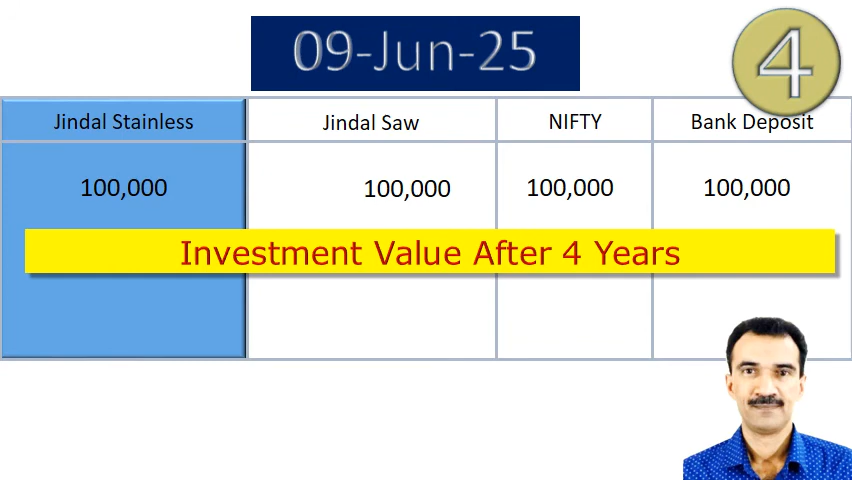 09-Jun-25
4
Jindal Stainless Jindal Saw NIFTY Bank Deposit
100,000 100,000 100,000 100,000
Investment Value After 4 Years